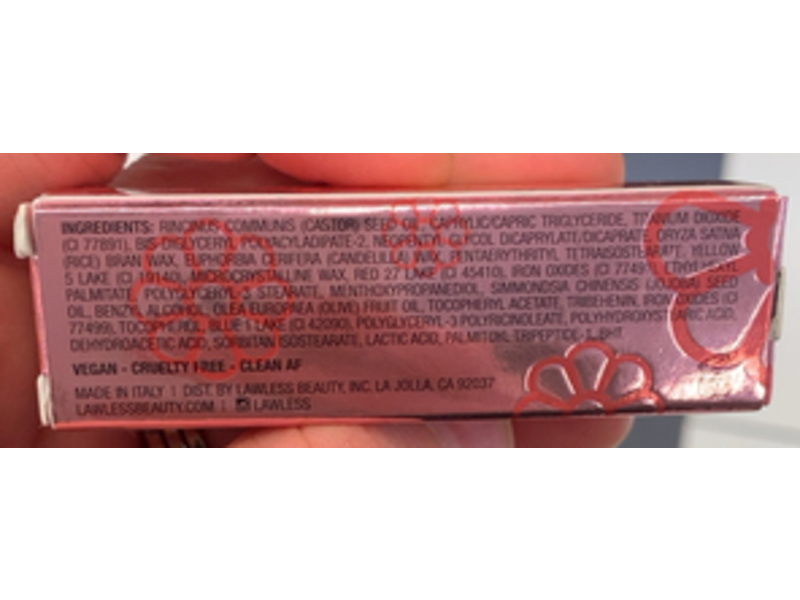 INGREDIENTS: RICINUS COMMUNIS (CASTOR) SEED OIL, CAPRYLIC/CAPRIC TRIGLYCERIDE, TITANIUM DIOXIDE
(CI 77891), BIS-DIGLYCERYL POLYACYLADIPATE-2, NEOPENTYL GLYCOL DICAPRYLATE/DICAPRATE, ORYZA SATIVA
(RICE) BRAN WAX, EUPHORBIA CERIFERA (CANDELILLA) WAX, PENTAERYTHRITYL TETRAISOSTEARATE, YELLOW
5 LAKE (CI 19140), MICROCRYSTALLINE WAX, RED 27 LAKE (CI 45410), IRON OXIDES (CI 77491), ETHYLHEXYL
PALMITATE, POLYGLYCERYL-3 STEARATE, MENTHOXYPROPANEDIOL, SIMMONDSIA CHINENSIS (JOJOBA) SEED
OIL, BENZYL ALCOHOL, OLEA EUROPAEA (OLIVE) FRUIT OIL, TOCOPHERYL ACETATE, TRIBEHENIN, IRON OXIDES (CI
77499), TOCOPHEROL, BLUE 1 LAKE (CI 42090), POLYGLYCERYL-3 POLYRICINOLEATE, POLYHYDROXYSTEARIC ACID,
DEHYDROACETIC ACID, SORBITAN ISOSTEARATE, LACTIC ACID, PALMITOYL TRIPEPTIDE-1, BHT
VEGAN - CRUELTY FREE - CLEAN AF
MADE IN ITALY | DIST. BY LAWLESS BEAUTY, INC. LA JOLLA, CA 92037
LAWLESSBEAUTY.COM | LAWLESS